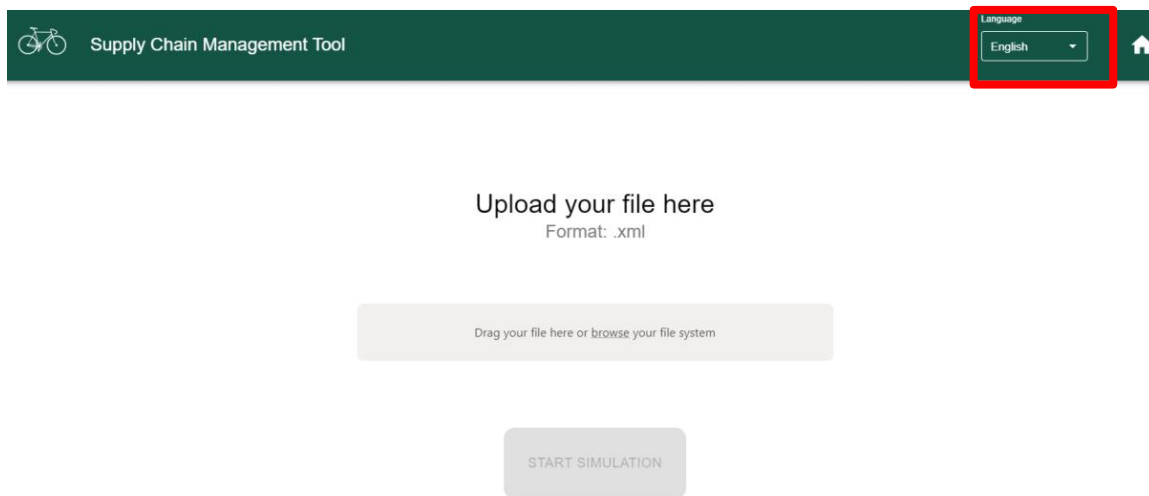 Supply Chain Management Tool
Language
English
Upload your file here
Format: .xml
Drag your file here or browse your file system
START SIMULATION